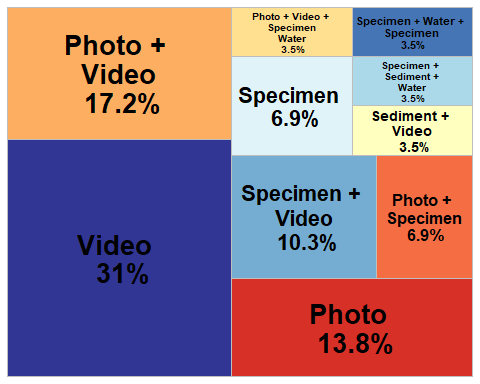 Photo +
Video
17.2%
Photo + Video +
Specimen
Water
3.5%
Specimen + Water +
Specimen
3.5%
Specimen
6.9%
Specimen +
Sediment +
Water
3.5%
Sediment +
Video
3.5%
Video
31%
Specimen +
Video
10.3%
Photo +
Specimen
6.9%
Photo
13.8%